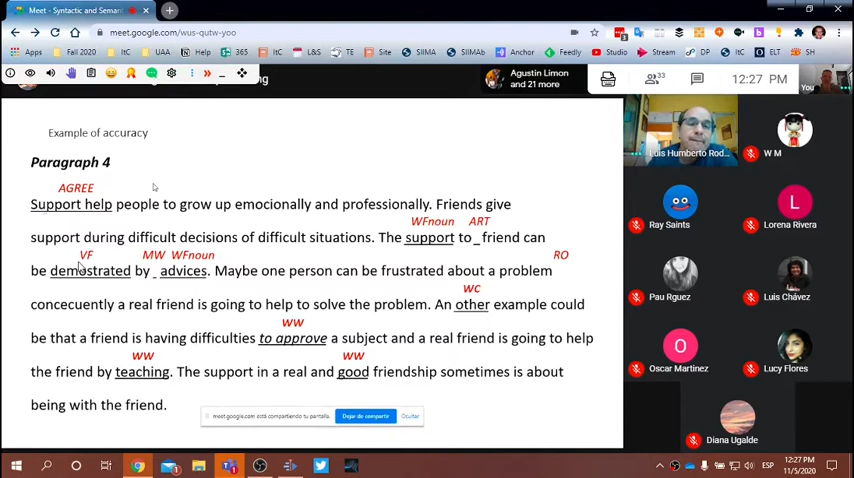 Meet - Syntactic and Semant
meet.google.com/wus-qutw-yoo
Apps Fall 2020 ItC UAA Help 365 ItC L&S TE Site SIIMA SIIMAb Anchor Feedly Studio Stream DP ItC ELT SH
Agustin Limon
and 21 more
33
12:27 PM
You
Example of accuracy
Paragraph 4
AGREE
Support help people to grow up emocionally and professionally. Friends give
WFnoun ART
support during difficult decisions of difficult situations. The support to _friend can
VF MW WFnoun RO
be demostrated by _ advices. Maybe one person can be frustrated about a problem
WC
concecuently a real friend is going to help to solve the problem. An other example could
WW
be that a friend is having difficulties to approve a subject and a real friend is going to help
WW WW
the friend by teaching. The support in a real and good friendship sometimes is about
being with the friend.
meet.google.com está compartiendo tu pantalla. Dejar de compartir Ocultar
Luis Humberto Rod...
W M
Ray Saints
L
Lorena Rivera
Pau Rguez
Luis Chávez
O
Oscar Martinez
Lucy Flores
Diana Ugalde
ESP
12:27 PM
11/5/2020